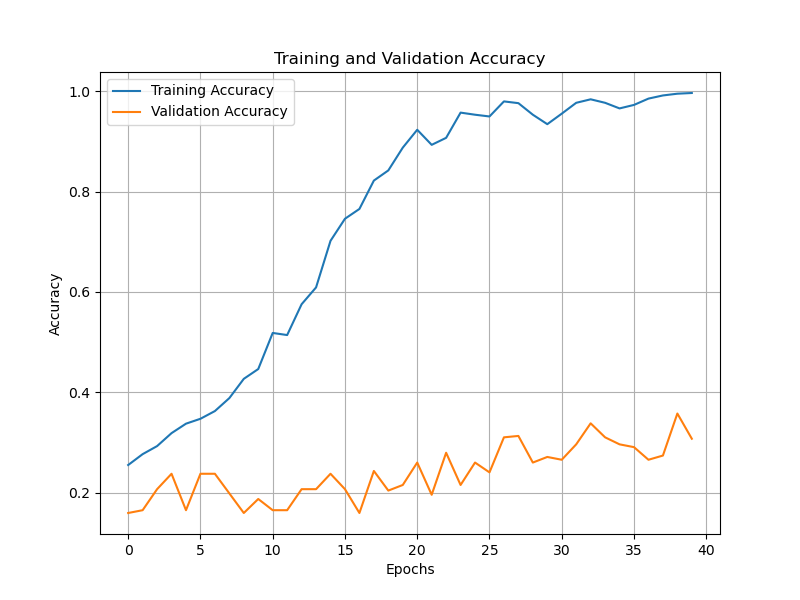 Training and Validation Accuracy
Training Accuracy
Validation Accuracy
1.0
0.8
0.6
0.4
0.2
Accuracy
0 5 10 15 20 25 30 35 40
Epochs